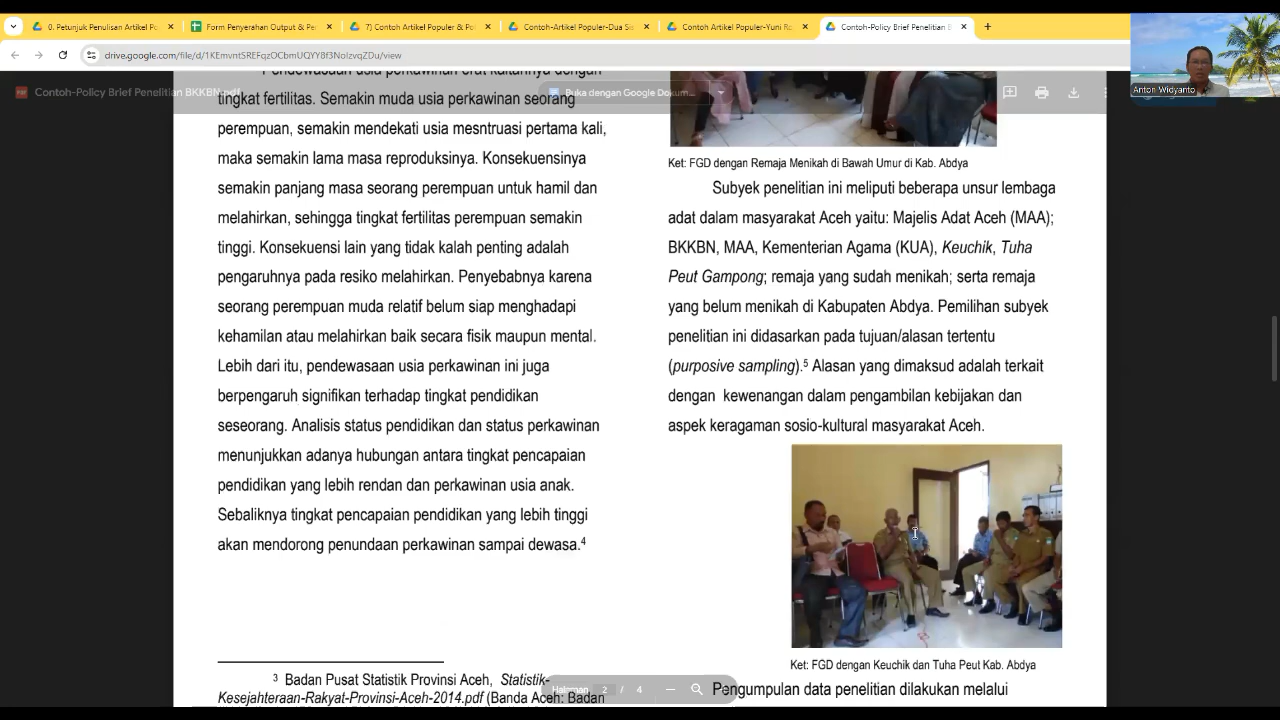 0. Petunjuk Penulisan Artikel Po
Form Penyerahan Output & Pe
7) Contoh Artikel Populer & Po
Contoh-Artikel Populer-Dua Si
Contoh Artikel Populer-Yuni Ro
Contoh-Policy Brief Penelitian B
drive.google.com/file/d/1KEmvntSREFqzOCbmUQYY8f3NoIzvqZDu/view
Anton Widyanto
Contoh-Policy Brief Penelitian BKKBN.pdf
Buka dengan Google Dokum...
Pendewasaan usia perkawinan erat kaitannya dengan
tingkat fertilitas. Semakin muda usia perkawinan seorang
perempuan, semakin mendekati usia mesntruasi pertama kali,
maka semakin lama masa reproduksinya. Konsekuensinya
semakin panjang masa seorang perempuan untuk hamil dan
melahirkan, sehingga tingkat fertilitas perempuan semakin
tinggi. Konsekuensi lain yang tidak kalah penting adalah
pengaruhnya pada resiko melahirkan. Penyebabnya karena
seorang perempuan muda relatif belum siap menghadapi
kehamilan atau melahirkan baik secara fisik maupun mental.
Lebih dari itu, pendewasaan usia perkawinan ini juga
berpengaruh signifikan terhadap tingkat pendidikan
seseorang. Analisis status pendidikan dan status perkawinan
menunjukkan adanya hubungan antara tingkat pencapaian
pendidikan yang lebih rendan dan perkawinan usia anak.
Sebaliknya tingkat pencapaian pendidikan yang lebih tinggi
akan mendorong penundaan perkawinan sampai dewasa.⁴
³ Badan Pusat Statistik Provinsi Aceh, Statistik-
Kesejahteraan-Rakyat-Provinsi-Aceh-2014.pdf (Banda Aceh: Badan
Ket: FGD dengan Remaja Menikah di Bawah Umur di Kab. Abdya
Subyek penelitian ini meliputi beberapa unsur lembaga
adat dalam masyarakat Aceh yaitu: Majelis Adat Aceh (MAA);
BKKBN, MAA, Kementerian Agama (KUA), Keuchik, Tuha
Peut Gampong; remaja yang sudah menikah; serta remaja
yang belum menikah di Kabupaten Abdya. Pemilihan subyek
penelitian ini didasarkan pada tujuan/alasan tertentu
(purposive sampling).⁵ Alasan yang dimaksud adalah terkait
dengan kewenangan dalam pengambilan kebijakan dan
aspek keragaman sosio-kultural masyarakat Aceh.
Ket: FGD dengan Keuchik dan Tuha Peut Kab. Abdya
Pengumpulan data penelitian dilakukan melalui
Halaman 2 / 4